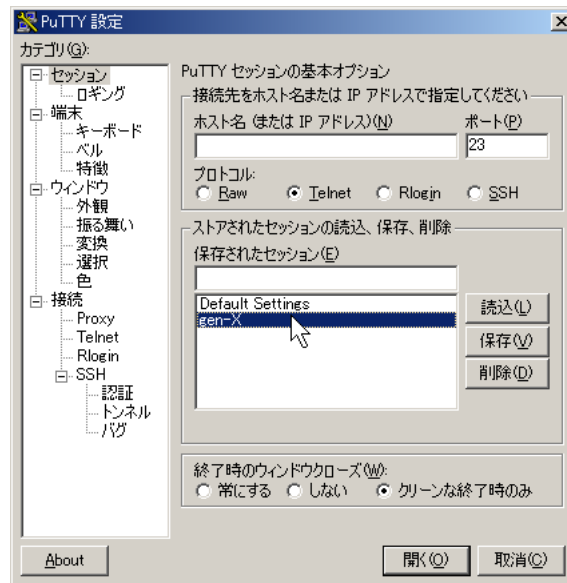 PuTTY 設定
カテゴリ(G):
セッション
ロギング
端末
キーボード
ベル
特徴
ウィンドウ
外観
振る舞い
変換
選択
色
接続
Proxy
Telnet
Rlogin
SSH
認証
トンネル
バグ
PuTTY セッションの基本オプション
接続先をホスト名または IP アドレスで指定してください
ホスト名 (または IP アドレス)(N)
ポート(P)
23
プロトコル:
Raw Telnet Rlogin SSH
ストアされたセッションの読込、保存、削除
保存されたセッション(E)
Default Settings
gen-X
読込(L)
保存(V)
削除(D)
終了時のウィンドウクローズ(W):
常にする しない クリーンな終了時のみ
About
開く(O)
取消(C)